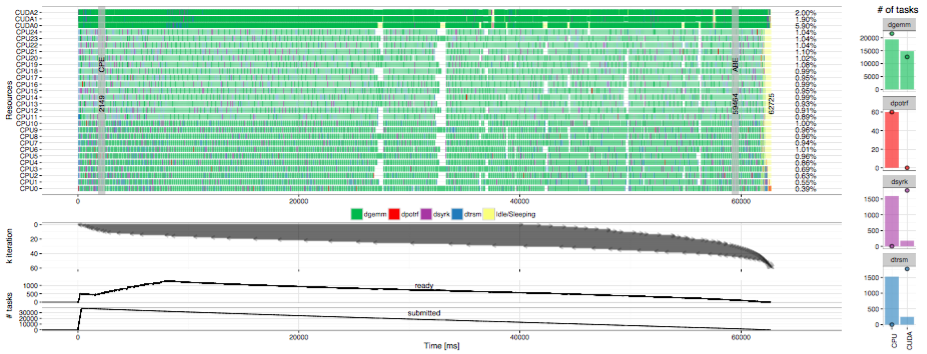 # of tasks
CUDA2 2.00%
CUDA1 1.90%
CUDA0 5.90%
CPU24 1.04%
CPU23 1.04%
CPU22 1.04%
CPU21 1.10%
CPU20 1.02%
CPU19 1.08%
CPU18 0.99%
CPU17
CPU16
CPU15
CPU14
CPU13
CPU12
CPU11 0.89%
CPU10 1.00%
CPU9 0.96%
CPU8 0.96%
CPU7 0.94%
CPU6 1.01%
CPU5 0.96%
CPU4
CPU3 0.69%
CPU2 0.63%
CPU1 0.55%
CPU0 0.39%
Resources
CPE
2149
ABE
59464
62725
0 20000 40000 60000
dgemm dpotrf dsyrk dtrsm Idle/Sleeping
k iteration
0
20
40
60
# tasks
ready
1000
500
0
submitted
30000
20000
10000
0
0 20000 40000 60000
Time [ms]
dgemm
20000
15000
10000
5000
0
dpotrf
60
40
20
0
dsyrk
1500
1000
500
0
dtrsm
1500
1000
500
0
CPU
CUDA